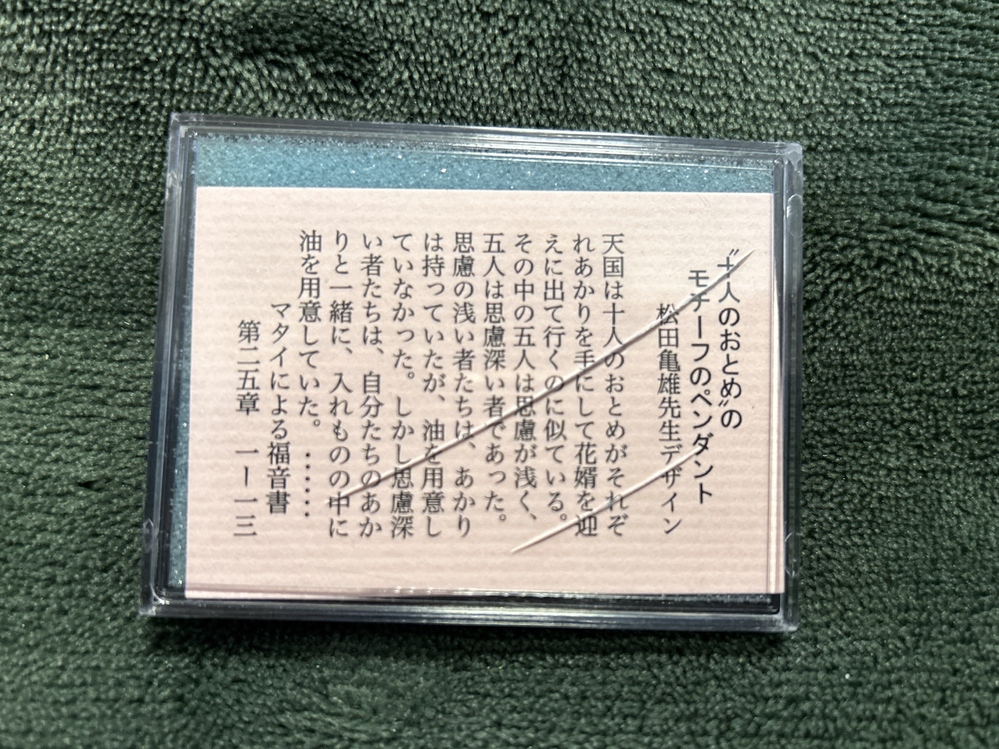 “十人のおとめ”の
モチーフのペンダント
松田亀雄先生デザイン
天国は十人のおとめがそれぞ
れあかりを手にして花婿を迎
えに出て行くのに似ている。
その中の五人は思慮が浅く、
五人は思慮深い者であった。
思慮の浅い者たちは、あかり
は持っていたが、油を用意し
ていなかった。しかし思慮深
い者たちは、自分たちのあか
りと一緒に、入れものの中に
油を用意していた。……
マタイによる福音書
第二五章　一ー一三